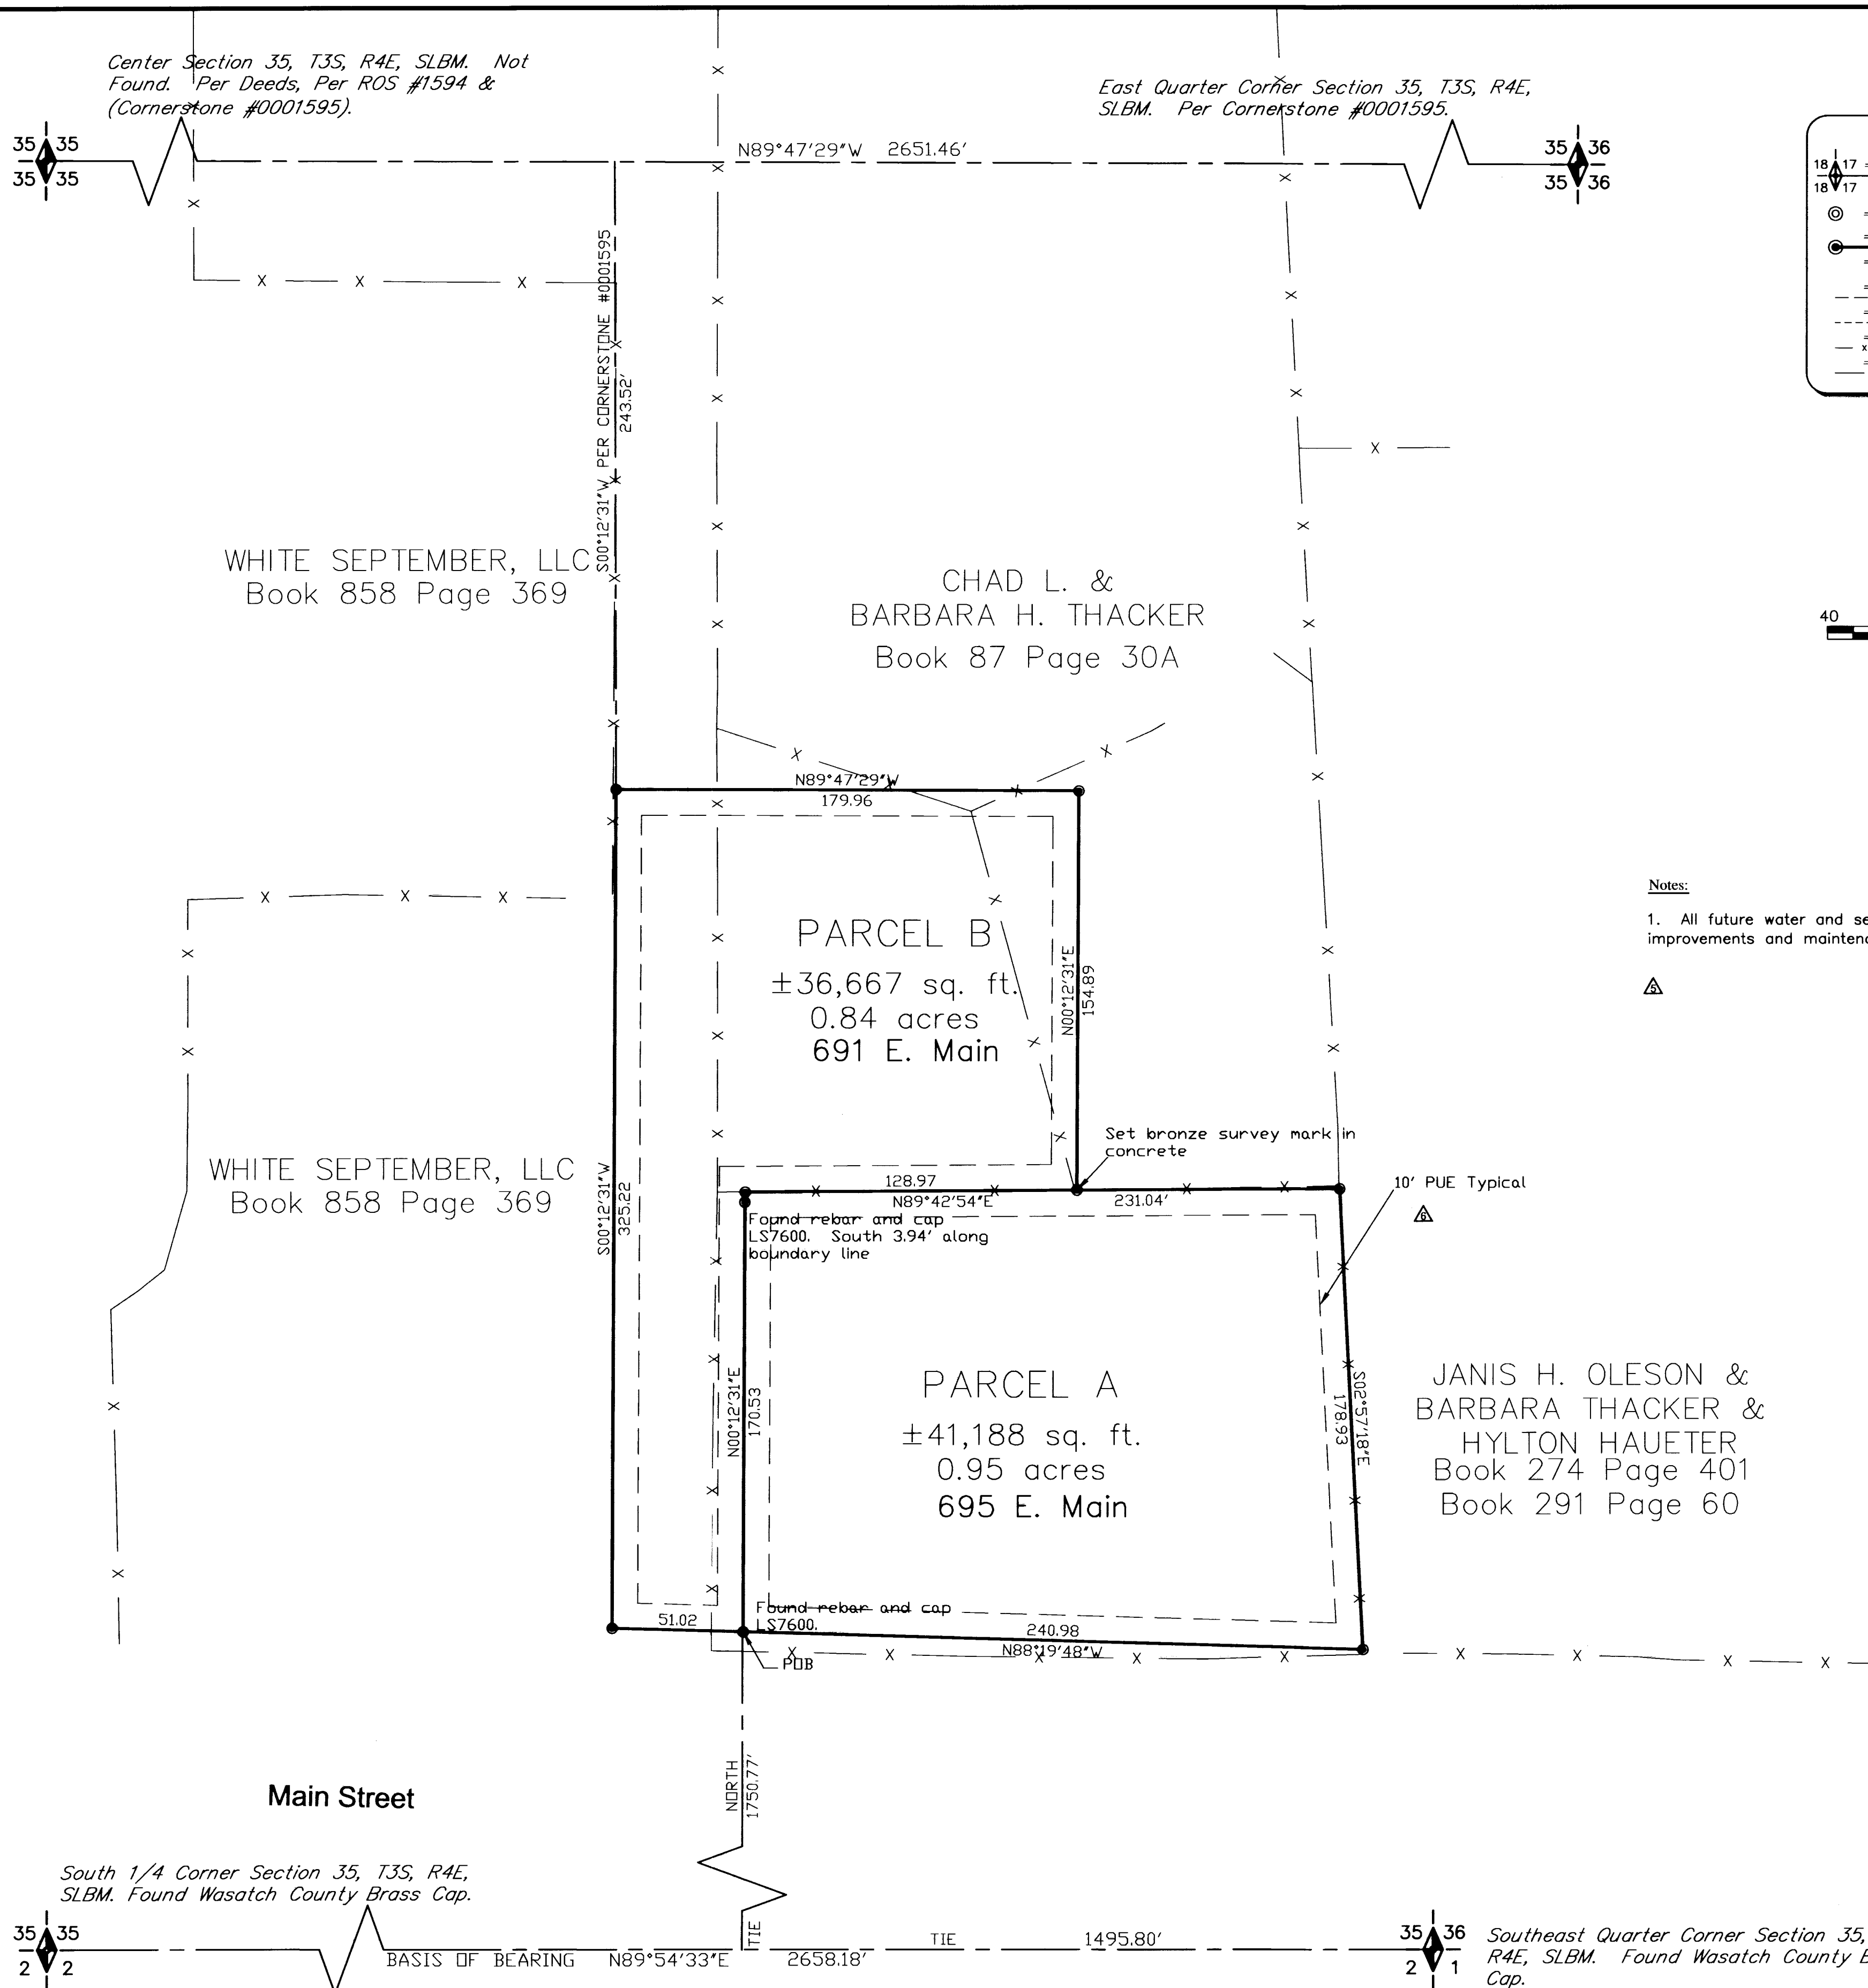 Center Section 35, T3S, R4E, SLBM. Not
Found. Per Deeds, Per ROS #1594 &
(Cornerstone #0001595).
East Quarter Corner Section 35, T3S, R4E,
SLBM. Per Cornerstone #0001595.
35 35
35 35
N89°47'29"W 2651.46'
35 36
35 36
18 17
18 17
S00°12'31"W PER CORNERSTONE #0001595
243.52'
WHITE SEPTEMBER, LLC
Book 858 Page 369
CHAD L. &
BARBARA H. THACKER
Book 87 Page 30A
40
N89°47'29"W
179.96
Notes:
1. All future water and se
improvements and maintend
5
PARCEL B
±36,667 sq. ft.
0.84 acres
691 E. Main
N00°12'31"E
154.89
Set bronze survey mark in
concrete
WHITE SEPTEMBER, LLC
Book 858 Page 369
S00°12'31"W
325.22
128.97
N89°42'54"E
231.04'
10' PUE Typical
6
Found rebar and cap
LS7600. South 3.94' along
boundary line
N00°12'31"E
170.53
PARCEL A
±41,188 sq. ft.
0.95 acres
695 E. Main
S02°57'18"E
178.93
JANIS H. OLESON &
BARBARA THACKER &
HYLTON HAUETER
Book 274 Page 401
Book 291 Page 60
Found rebar and cap
LS7600.
51.02
240.98
N88°19'48"W
POB
NORTH
1750.77'
Main Street
South 1/4 Corner Section 35, T3S, R4E,
SLBM. Found Wasatch County Brass Cap.
35 35
2 2
BASIS OF BEARING N89°54'33"E 2658.18'
TIE
TIE 1495.80'
35 36
2 1
Southeast Quarter Corner Section 35,
R4E, SLBM. Found Wasatch County B
Cap.